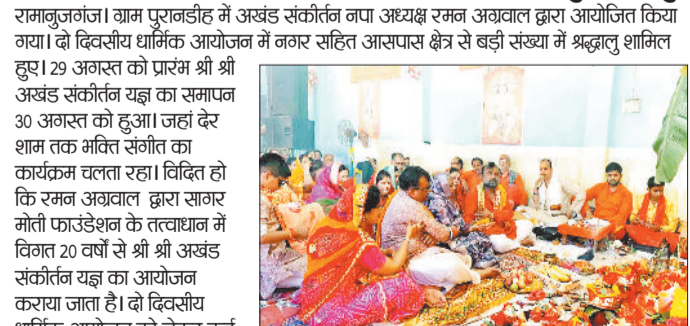 रामानुजगंज। ग्राम पुरानडीह में अखंड संकीर्तन नपा अध्यक्ष रमन अग्रवाल द्वारा आयोजित किया
गया। दो दिवसीय धार्मिक आयोजन में नगर सहित आसपास क्षेत्र से बड़ी संख्या में श्रद्धालु शामिल
हुए। 29 अगस्त को प्रारंभ श्री श्री
अखंड संकीर्तन यज्ञ का समापन
30 अगस्त को हुआ। जहां देर
शाम तक भक्ति संगीत का
कार्यक्रम चलता रहा। विदित हो
कि रमन अग्रवाल द्वारा सागर
मोती फाउंडेशन के तत्वाधान में
विगत 20 वर्षों से श्री श्री अखंड
संकीर्तन यज्ञ का आयोजन
कराया जाता है। दो दिवसीय